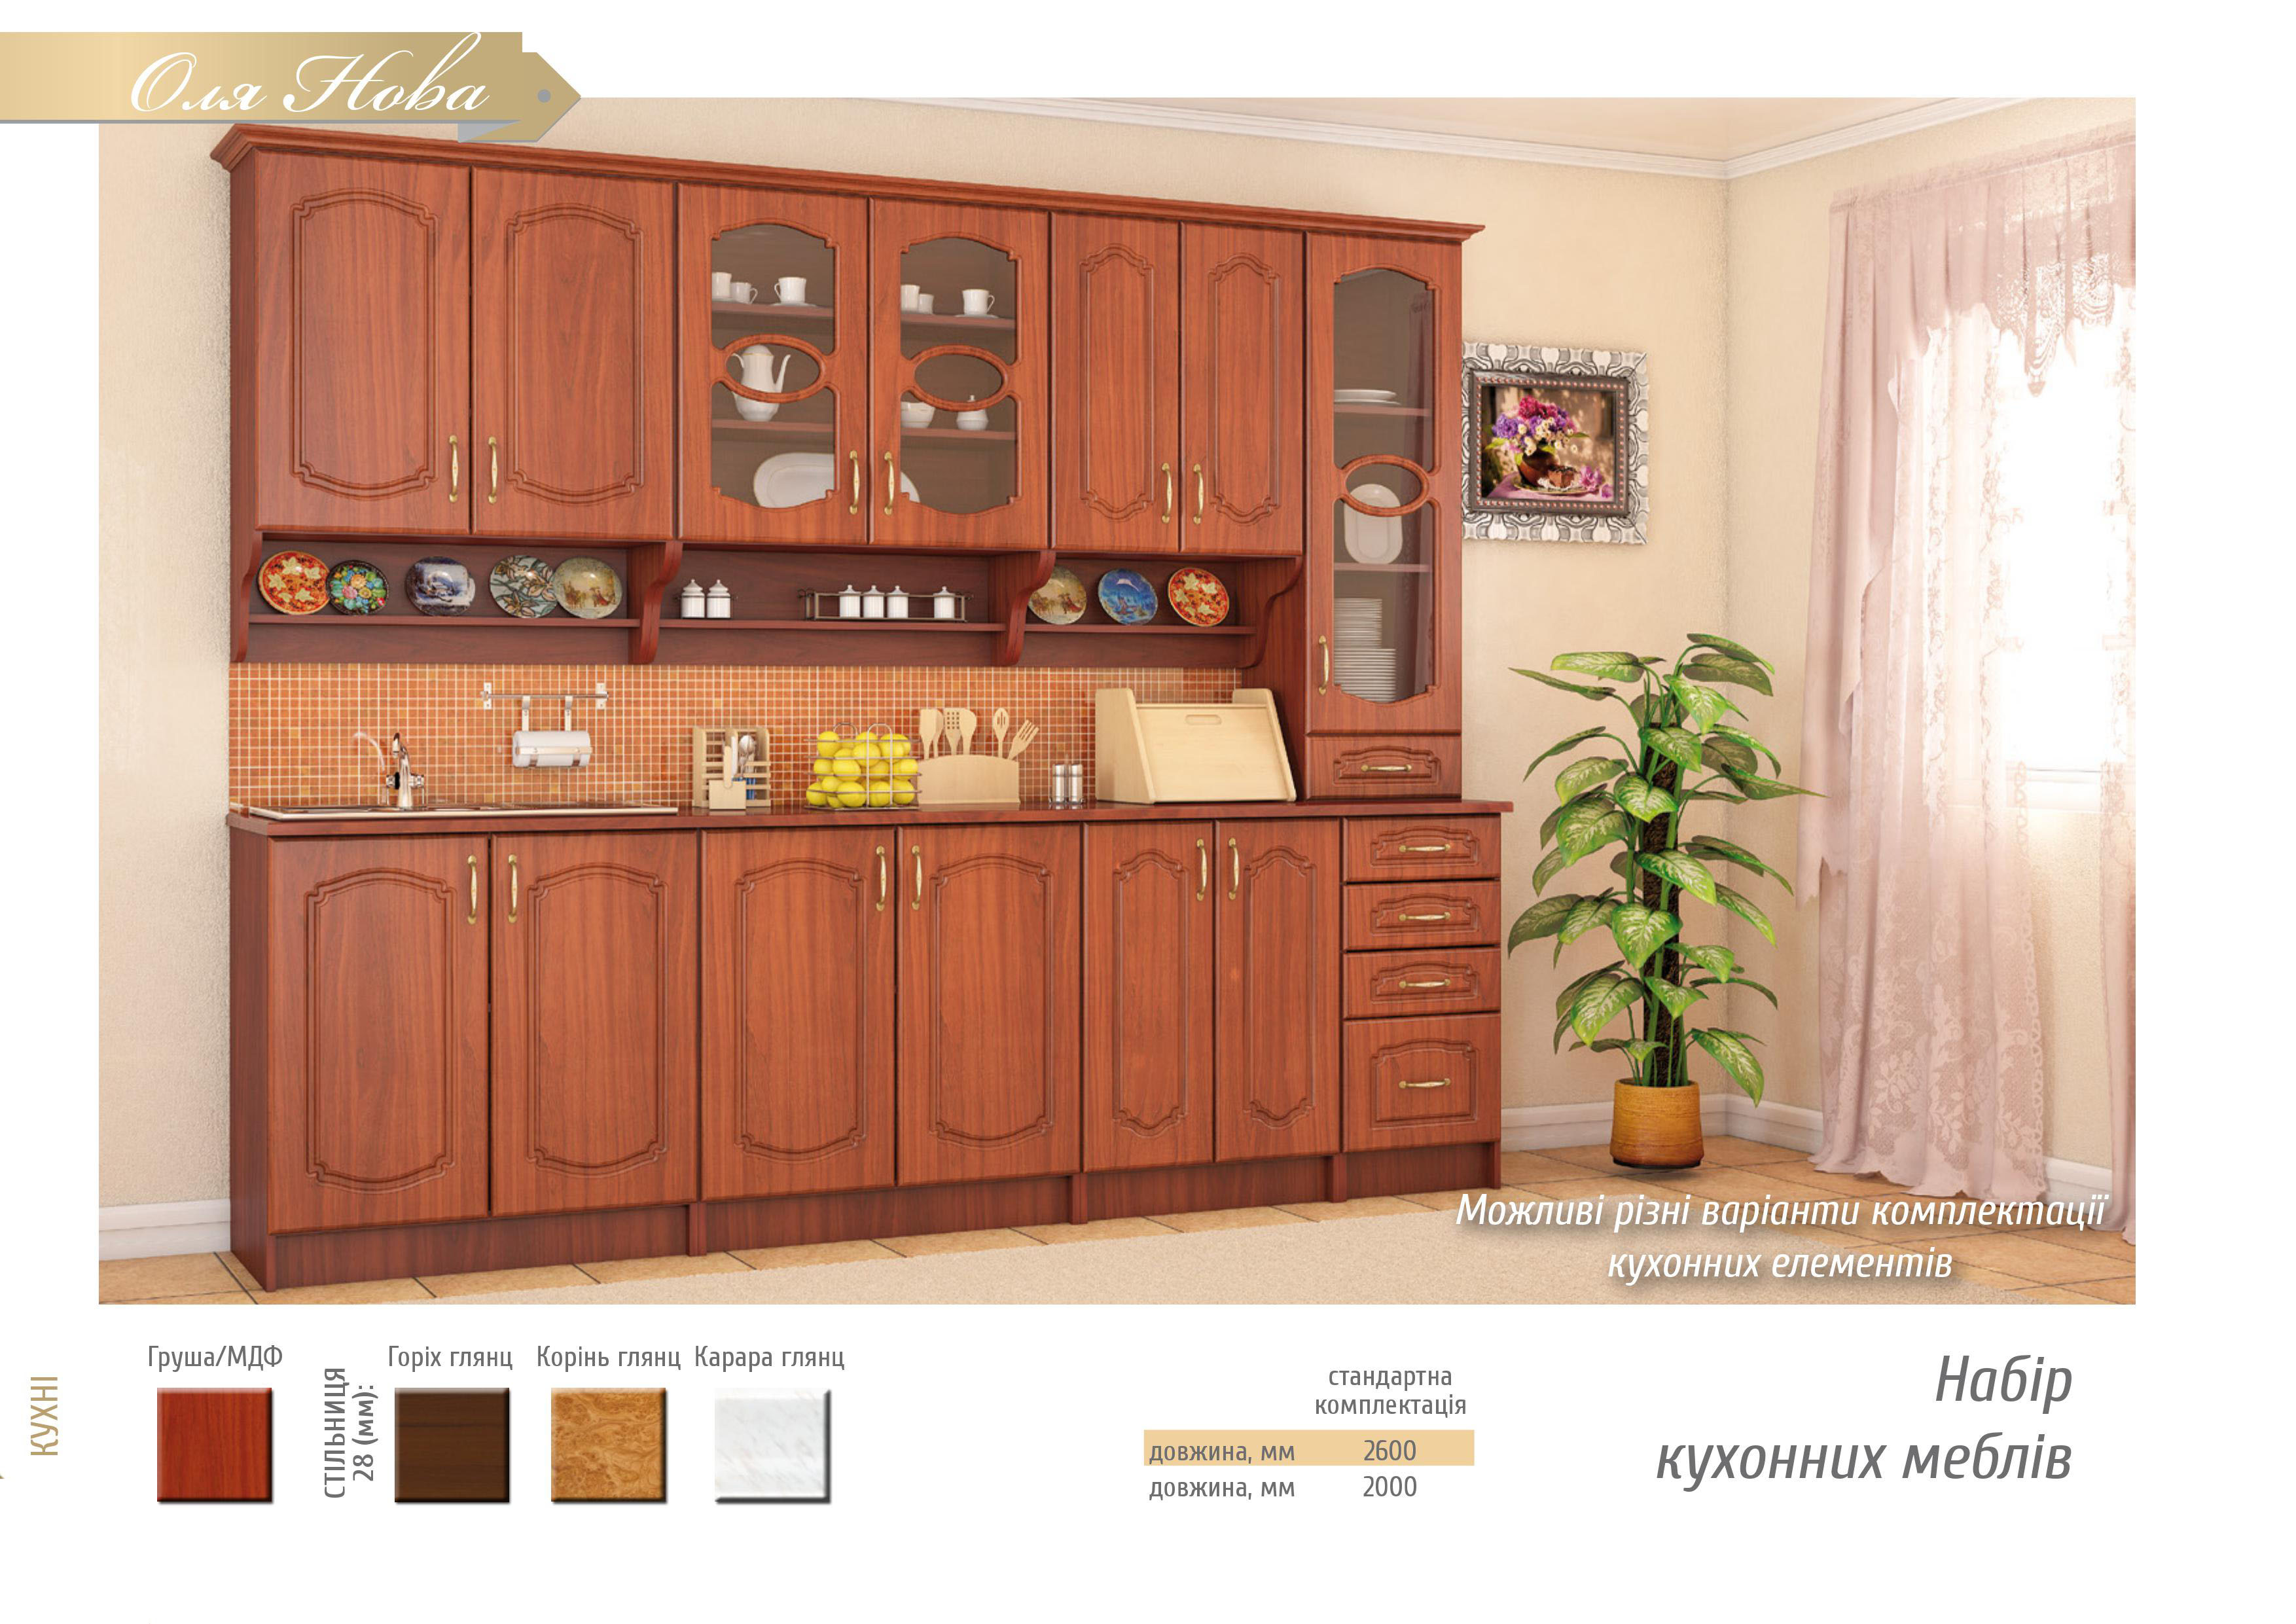 Оля Нова
Можливі різні варіанти комплектації
кухонних елементів
Груша/МДФ
СТІЛЬНИЦЯ
28 (мм):
Горіх глянц
Корінь глянц
Карара глянц
стандартна
комплектація
довжина, мм 2600
довжина, мм 2000
Набір
кухонних меблів
КУХНІ